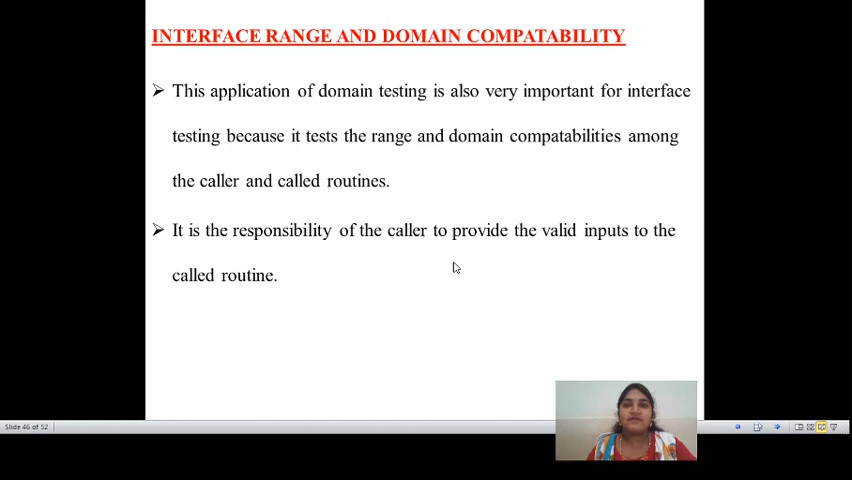 INTERFACE RANGE AND DOMAIN COMPATABILITY
➢ This application of domain testing is also very important for interface
testing because it tests the range and domain compatabilities among
the caller and called routines.
➢ It is the responsibility of the caller to provide the valid inputs to the
called routine.
Slide 46 of 52